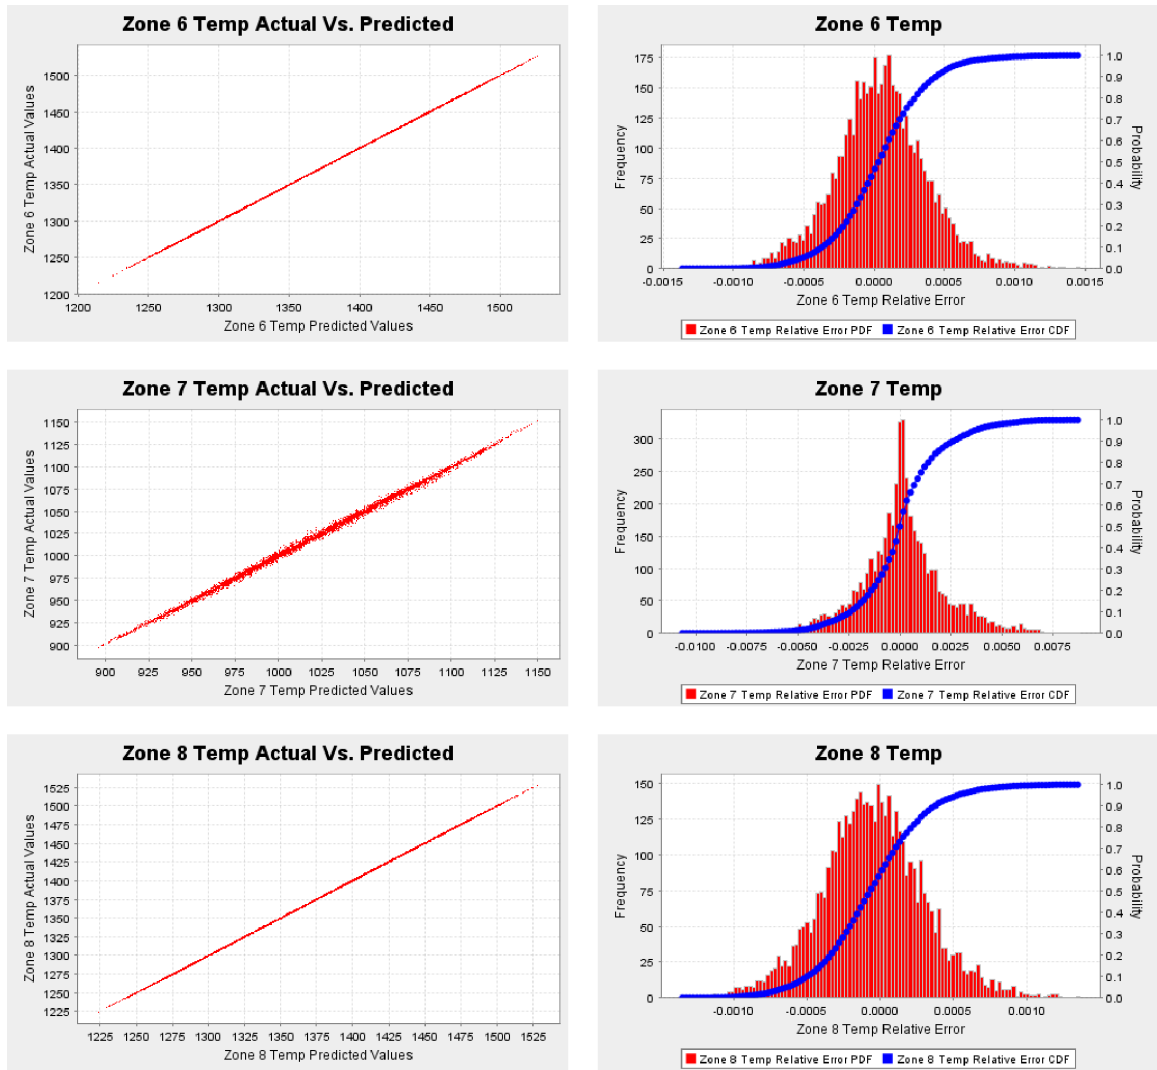 Zone 6 Temp Actual Vs. Predicted
Zone 6 Temp Actual Values
1500
1450
1400
1350
1300
1250
1200
1200 1250 1300 1350 1400 1450 1500
Zone 6 Temp Predicted Values
Zone 6 Temp
Frequency
175
150
125
100
75
50
25
0
1.0
0.9
0.8
0.7
0.6
0.5
0.4
0.3
0.2
0.1
0.0
Probability
-0.0015 -0.0010 -0.0005 0.0000 0.0005 0.0010 0.0015
Zone 6 Temp Relative Error
Zone 6 Temp Relative Error PDF Zone 6 Temp Relative Error CDF
Zone 7 Temp Actual Vs. Predicted
Zone 7 Temp Actual Values
1150
1125
1100
1075
1050
1025
1000
975
950
925
900
900 925 950 975 1000 1025 1050 1075 1100 1125 1150
Zone 7 Temp Predicted Values
Zone 7 Temp
Frequency
300
250
200
150
100
50
0
1.0
0.9
0.8
0.7
0.6
0.5
0.4
0.3
0.2
0.1
0.0
Probability
-0.0100 -0.0075 -0.0050 -0.0025 0.0000 0.0025 0.0050 0.0075
Zone 7 Temp Relative Error
Zone 7 Temp Relative Error PDF Zone 7 Temp Relative Error CDF
Zone 8 Temp Actual Vs. Predicted
Zone 8 Temp Actual Values
1525
1500
1475
1450
1425
1400
1375
1350
1325
1300
1275
1250
1225
1225 1250 1275 1300 1325 1350 1375 1400 1425 1450 1475 1500 1525
Zone 8 Temp Predicted Values
Zone 8 Temp
Frequency
150
125
100
75
50
25
0
1.0
0.9
0.8
0.7
0.6
0.5
0.4
0.3
0.2
0.1
0.0
Probability
-0.0010 -0.0005 0.0000 0.0005 0.0010
Zone 8 Temp Relative Error
Zone 8 Temp Relative Error PDF Zone 8 Temp Relative Error CDF